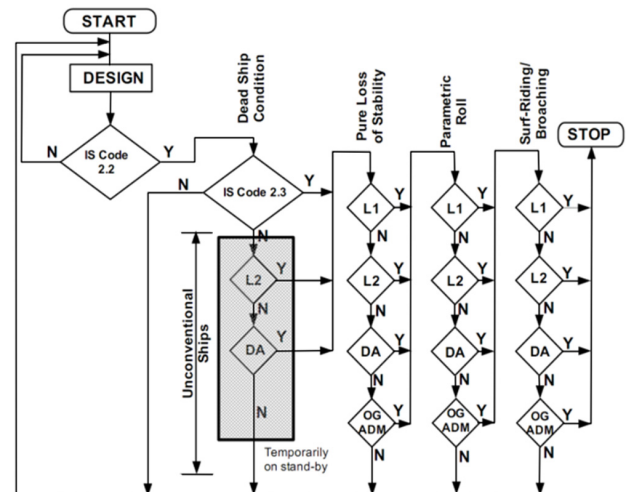 START
DESIGN
IS Code
2.2
N
Y
Dead Ship
Condition
N
IS Code 2.3
Y
N
L2
Y
N
DA
Y
N
Unconventional
Ships
Temporarily
on stand-by
Pure Loss
of Stability
L1
Y
N
L2
Y
N
DA
Y
N
OG
ADM
Y
N
Parametric
Roll
L1
Y
N
L2
Y
N
DA
Y
N
OG
ADM
Y
N
Surf-Riding/
Broaching
L1
Y
N
L2
Y
N
DA
Y
N
OG
ADM
Y
N
STOP